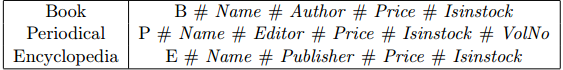 Book B # Name # Author # Price # Isinstock
Periodical P # Name # Editor # Price # Isinstock # VolNo
Encyclopedia E # Name # Publisher # Price # Isinstock